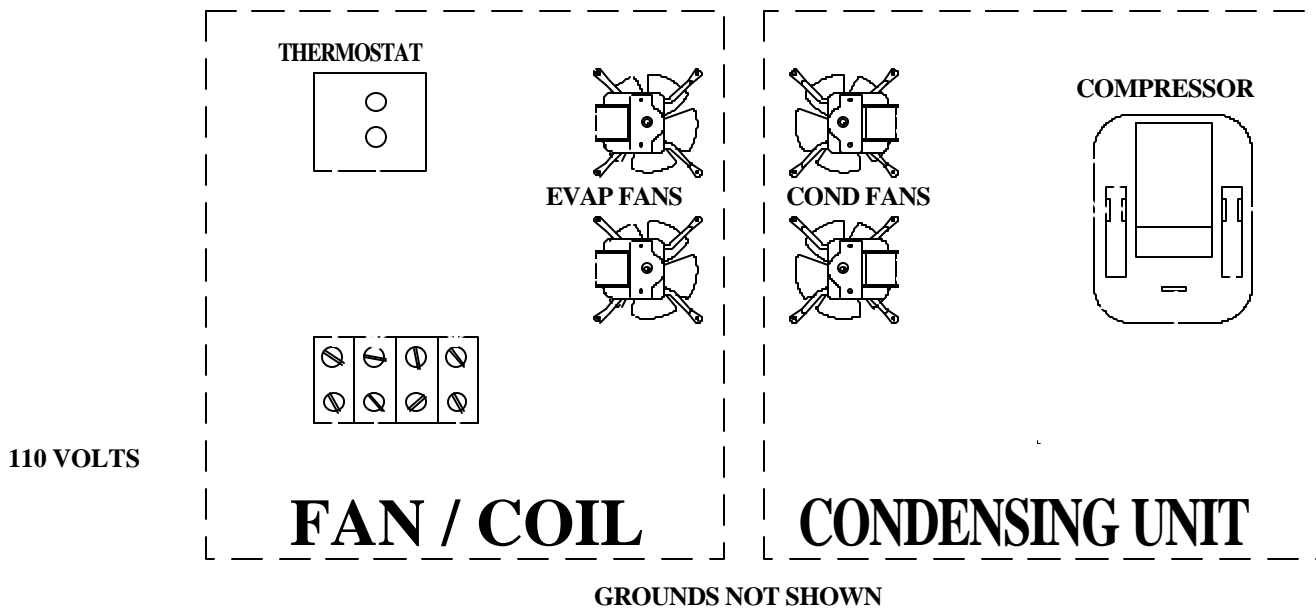 THERMOSTAT
COMPRESSOR
EVAP FANS
COND FANS
110 VOLTS
FAN / COIL
CONDENSING UNIT
GROUNDS NOT SHOWN